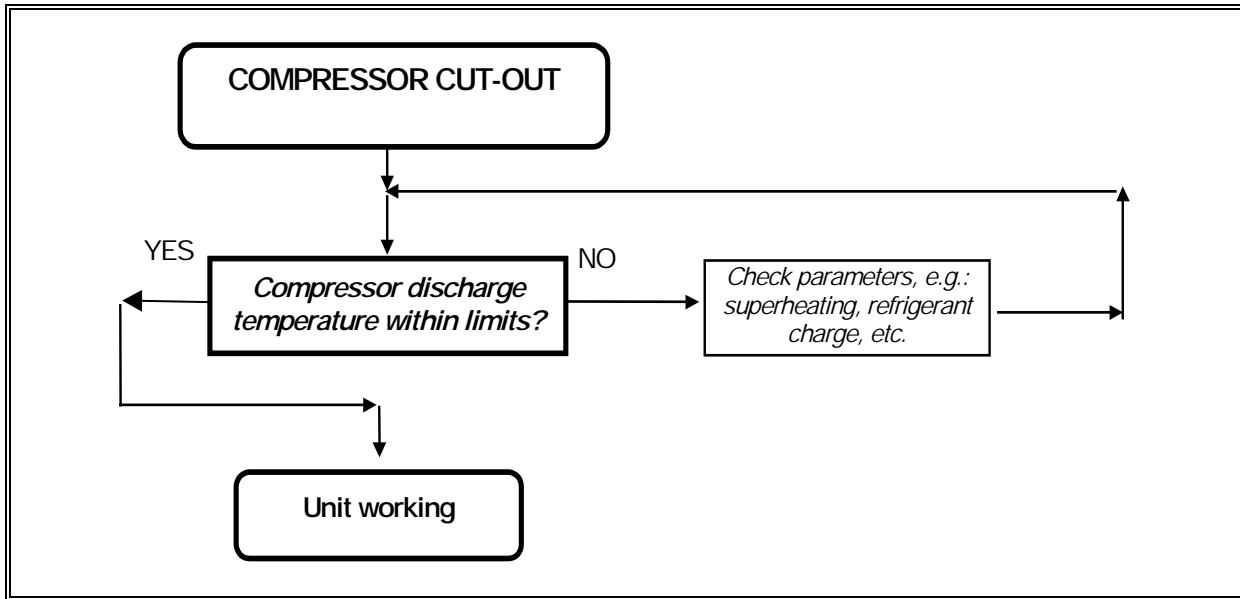 COMPRESSOR CUT-OUT
YES
NO
Compressor discharge
temperature within limits?
Check parameters, e.g.:
superheating, refrigerant
charge, etc.
Unit working